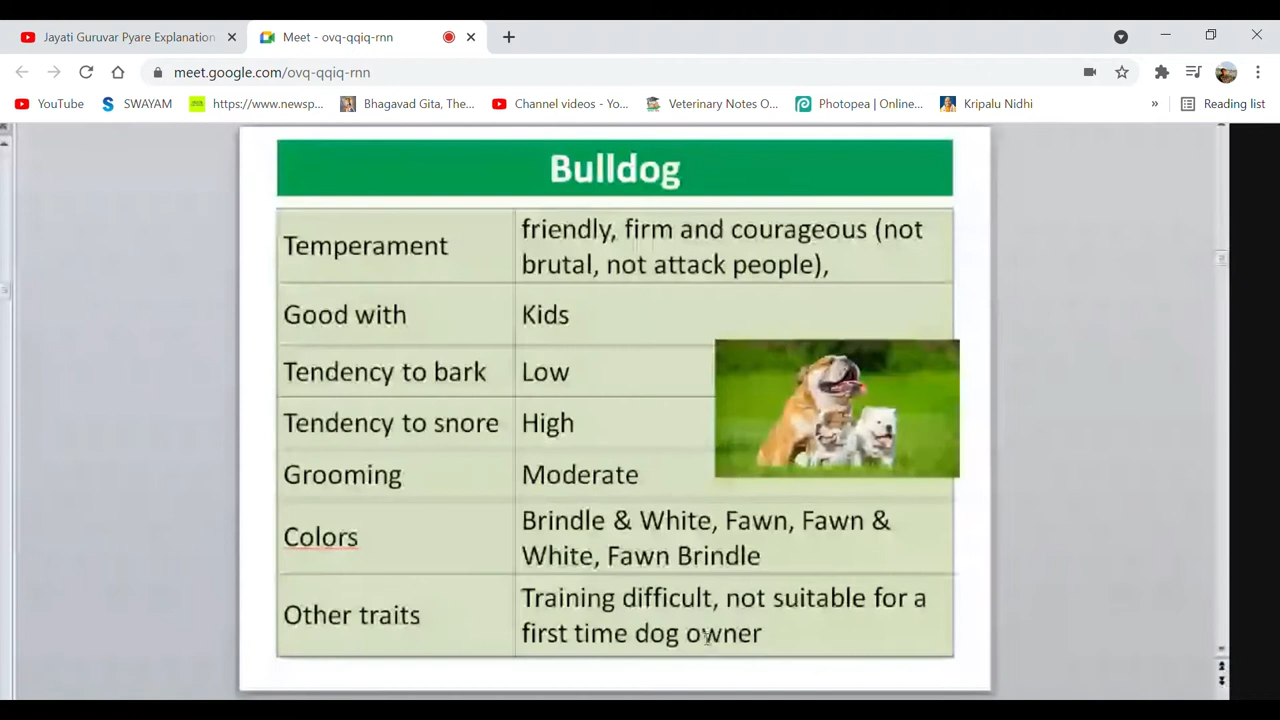 Jayati Guruvar Pyare Explanation
Meet - ovq-qqiq-rnn
meet.google.com/ovq-qqiq-rnn
YouTube
SWAYAM
https://www.newsp...
Bhagavad Gita, The...
Channel videos - Yo...
Veterinary Notes O...
Photopea | Online...
Kripalu Nidhi
»
Reading list
Bulldog
Temperament
friendly, firm and courageous (not
brutal, not attack people),
Good with
Kids
Tendency to bark
Low
Tendency to snore
High
Grooming
Moderate
Colors
Brindle & White, Fawn, Fawn &
White, Fawn Brindle
Other traits
Training difficult, not suitable for a
first time dog owner